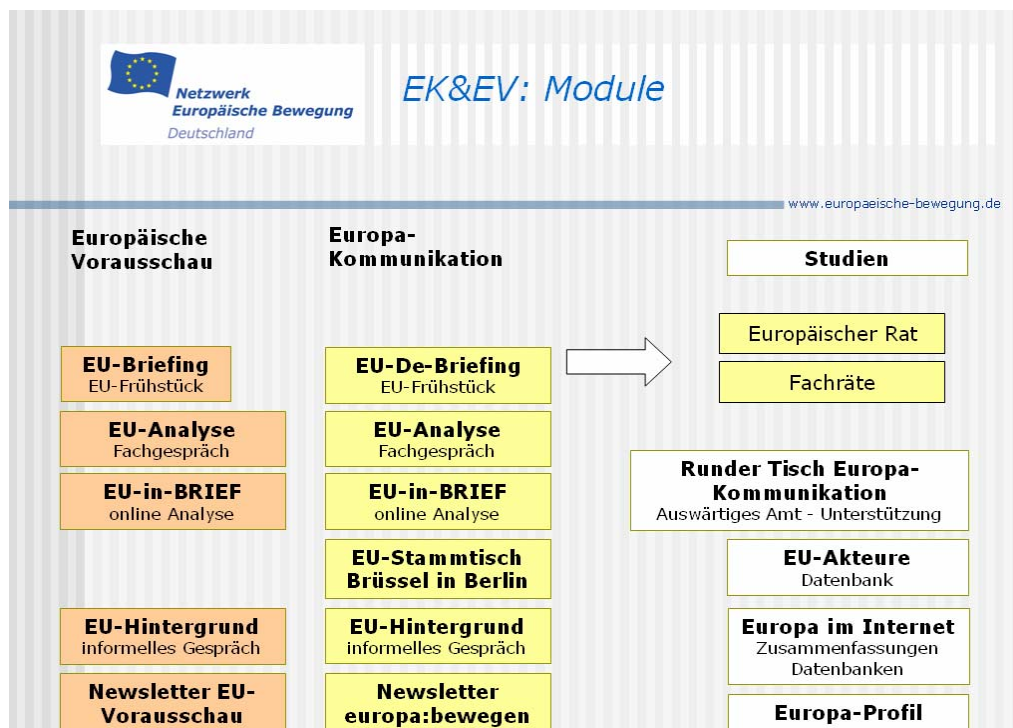 Netzwerk
Europäische Bewegung
Deutschland
EK&EV: Module
www.europaeische-bewegung.de
Europäische
Vorausschau
EU-Briefing
EU-Frühstück
EU-Analyse
Fachgespräch
EU-in-BRIEF
online Analyse
EU-Hintergrund
informelles Gespräch
Newsletter EU-
Vorausschau
Europa-
Kommunikation
EU-De-Briefing
EU-Frühstück
EU-Analyse
Fachgespräch
EU-in-BRIEF
online Analyse
EU-Stammtisch
Brüssel in Berlin
EU-Hintergrund
informelles Gespräch
Newsletter
europa:bewegen
Studien
Europäischer Rat
Fachräte
Runder Tisch Europa-
Kommunikation
Auswärtiges Amt - Unterstützung
EU-Akteure
Datenbank
Europa im Internet
Zusammenfassungen
Datenbanken
Europa-Profil